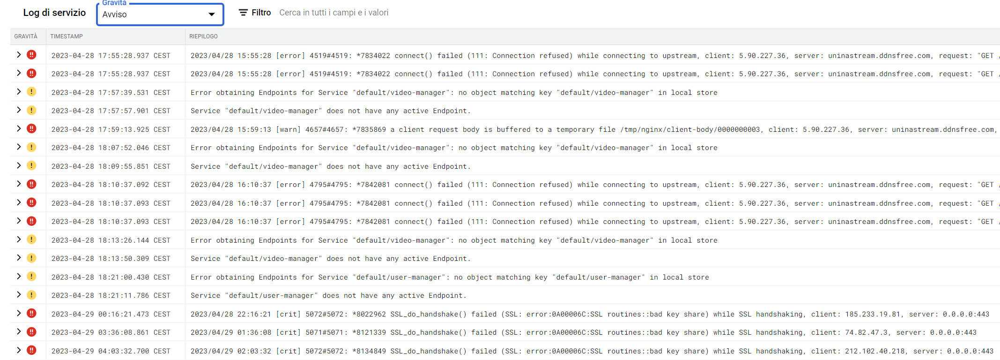 Gravità
Log di servizio Avviso Filtro Cerca in tutti i campi e i valori
GRAVITÀ TIMESTAMP RIEPILOGO
2023-04-28 17:55:28.937 CEST 2023/04/28 15:55:28 [error] 4519#4519: *7834022 connect() failed (111: Connection refused) while connecting to upstream, client: 5.90.227.36, server: uninastream.ddnsfree.com, request: "GET /
2023-04-28 17:55:28.937 CEST 2023/04/28 15:55:28 [error] 4519#4519: *7834022 connect() failed (111: Connection refused) while connecting to upstream, client: 5.90.227.36, server: uninastream.ddnsfree.com, request: "GET /
2023-04-28 17:57:39.531 CEST Error obtaining Endpoints for Service "default/video-manager": no object matching key "default/video-manager" in local store
2023-04-28 17:57:57.901 CEST Service "default/video-manager" does not have any active Endpoint.
2023-04-28 17:59:13.925 CEST 2023/04/28 15:59:13 [warn] 4657#4657: *7835869 a client request body is buffered to a temporary file /tmp/nginx/client-body/0000000003, client: 5.90.227.36, server: uninastream.ddnsfree.com,
2023-04-28 18:07:52.046 CEST Error obtaining Endpoints for Service "default/video-manager": no object matching key "default/video-manager" in local store
2023-04-28 18:09:55.851 CEST Service "default/video-manager" does not have any active Endpoint.
2023-04-28 18:10:37.092 CEST 2023/04/28 16:10:37 [error] 4795#4795: *7842081 connect() failed (111: Connection refused) while connecting to upstream, client: 5.90.227.36, server: uninastream.ddnsfree.com, request: "GET /
2023-04-28 18:10:37.093 CEST 2023/04/28 16:10:37 [error] 4795#4795: *7842081 connect() failed (111: Connection refused) while connecting to upstream, client: 5.90.227.36, server: uninastream.ddnsfree.com, request: "GET /
2023-04-28 18:10:37.093 CEST 2023/04/28 16:10:37 [error] 4795#4795: *7842081 connect() failed (111: Connection refused) while connecting to upstream, client: 5.90.227.36, server: uninastream.ddnsfree.com, request: "GET /
2023-04-28 18:13:26.144 CEST Error obtaining Endpoints for Service "default/video-manager": no object matching key "default/video-manager" in local store
2023-04-28 18:13:50.309 CEST Service "default/video-manager" does not have any active Endpoint.
2023-04-28 18:21:00.430 CEST Error obtaining Endpoints for Service "default/user-manager": no object matching key "default/user-manager" in local store
2023-04-28 18:21:11.786 CEST Service "default/user-manager" does not have any active Endpoint.
2023-04-29 00:16:21.473 CEST 2023/04/28 22:16:21 [crit] 5072#5072: *8022962 SSL_do_handshake() failed (SSL: error:0A00006C:SSL routines::bad key share) while SSL handshaking, client: 185.233.19.81, server: 0.0.0.0:443
2023-04-29 03:36:08.861 CEST 2023/04/29 01:36:08 [crit] 5071#5071: *8121339 SSL_do_handshake() failed (SSL: error:0A00006C:SSL routines::bad key share) while SSL handshaking, client: 74.82.47.3, server: 0.0.0.0:443
2023-04-29 04:03:32.700 CEST 2023/04/29 02:03:32 [crit] 5072#5072: *8134849 SSL_do_handshake() failed (SSL: error:0A00006C:SSL routines::bad key share) while SSL handshaking, client: 212.102.40.218, server: 0.0.0.0:443